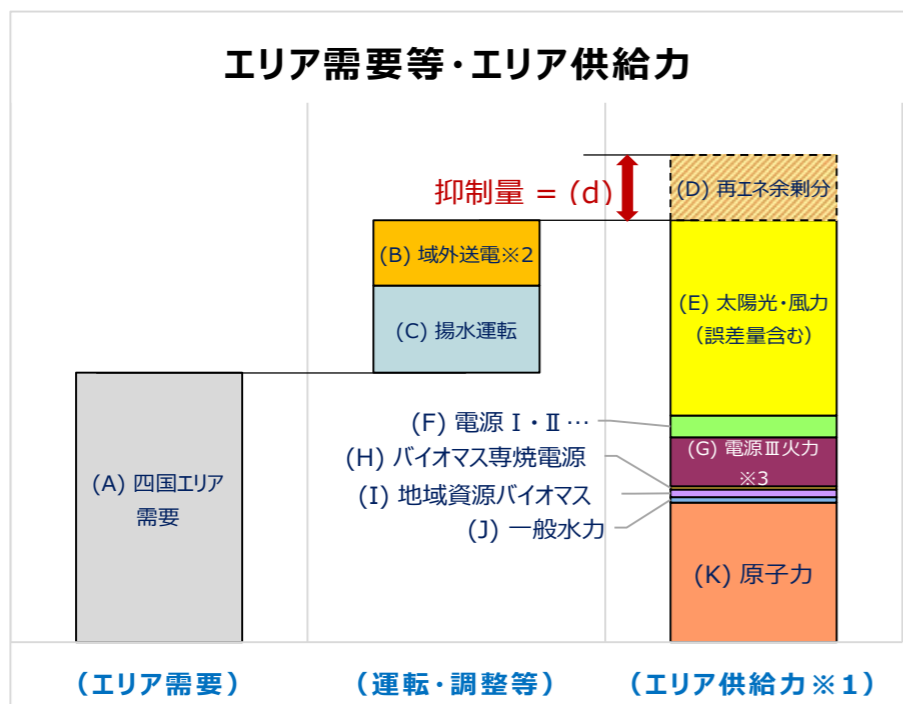 エリア需要等・エリア供給力
抑制量 = (d)
(D) 再エネ余剰分
(B) 域外送電※2
(C) 揚水運転
(E) 太陽光・風力
(誤差量含む)
(F) 電源Ⅰ・Ⅱ…
(G) 電源Ⅲ火力
※3
(H) バイオマス専焼電源
(I) 地域資源バイオマス
(J) 一般水力
(A) 四国エリア
需要
(K) 原子力
(エリア需要)
(運転・調整等)
(エリア供給力※1)